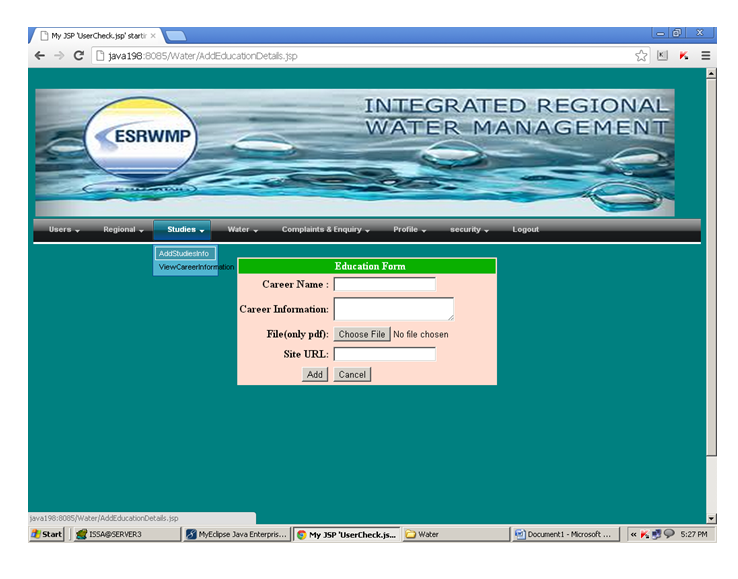 My JSP 'UserCheck.jsp' startin
java198:8085/Water/AddEducationDetails.jsp
INTEGRATED REGIONAL
WATER MANAGEMENT
ESRWMP
Users Regional Studies Water Complaints & Enquiry Profile security Logout
AddStudiesInfo
ViewCareerInformation
Education Form
Career Name :
Career Information:
File(only pdf): Choose File No file chosen
Site URL:
Add Cancel
java198:8085/Water/AddEducationDetails.jsp
Start ISSA@SERVER3 MyEclipse Java Enterpris... My JSP 'UserCheck.js... Water Document1 - Microsoft ... « 5:27 PM